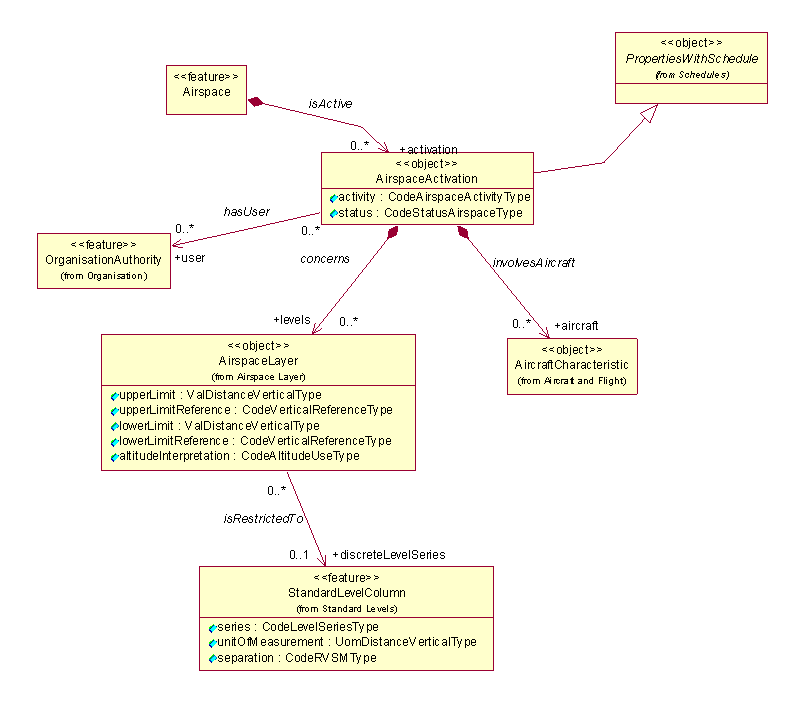 <<object>>
PropertiesWithSchedule
(from Schedules)
<<feature>>
Airspace
isActive
0..*
+activation
<<object>>
AirspaceActivation
activity : CodeAirspaceActivityType
status : CodeStatusAirspaceType
hasUser
0..*
0..*
+user
<<feature>>
OrganisationAuthority
(from Organisation)
concerns
involvesAircraft
+levels
0..*
0..*
+aircraft
<<object>>
AirspaceLayer
(from Airspace Layer)
upperLimit : ValDistanceVerticalType
upperLimitReference : CodeVerticalReferenceType
lowerLimit : ValDistanceVerticalType
lowerLimitReference : CodeVerticalReferenceType
altitudeInterpretation : CodeAltitudeUseType
<<object>>
AircraftCharacteristic
(from Aircraft and Flight)
0..*
isRestrictedTo
0..1
+discreteLevelSeries
<<feature>>
StandardLevelColumn
(from Standard Levels)
series : CodeLevelSeriesType
unitOfMeasurement : UomDistanceVerticalType
separation : CodeRVSMType